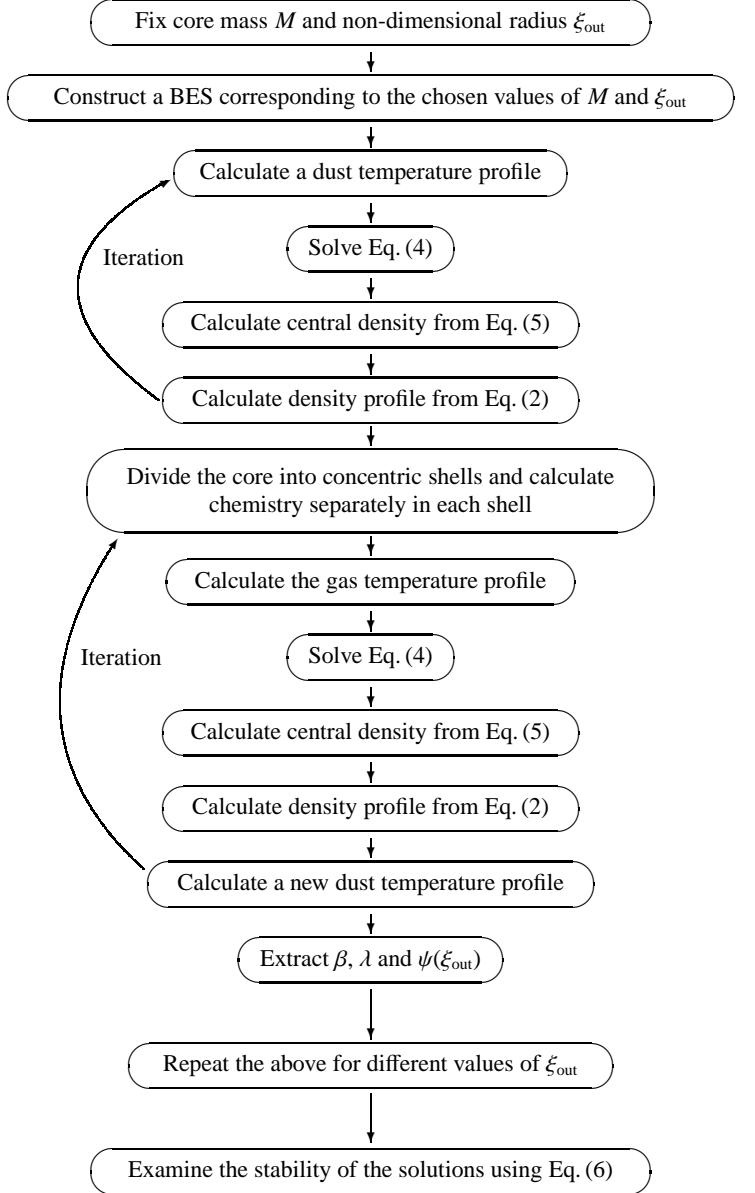 Fix core mass M and non-dimensional radius ξout
Construct a BES corresponding to the chosen values of M and ξout
Calculate a dust temperature profile
Iteration
Solve Eq. (4)
Calculate central density from Eq. (5)
Calculate density profile from Eq. (2)
Divide the core into concentric shells and calculate
chemistry separately in each shell
Calculate the gas temperature profile
Iteration
Solve Eq. (4)
Calculate central density from Eq. (5)
Calculate density profile from Eq. (2)
Calculate a new dust temperature profile
Extract β, λ and ψ(ξout)
Repeat the above for different values of ξout
Examine the stability of the solutions using Eq. (6)